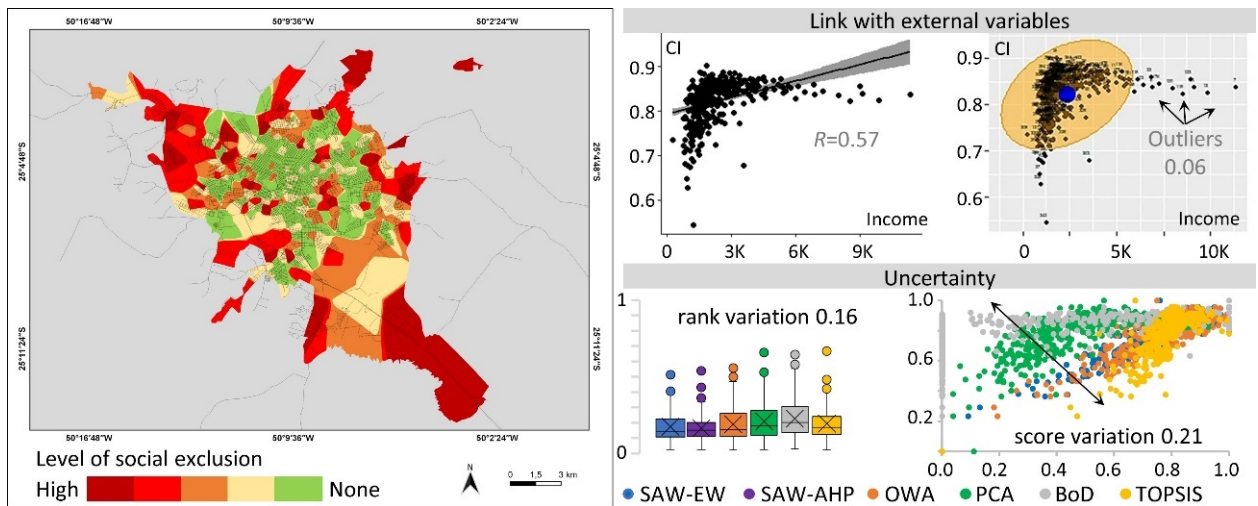 50°16'48"W 50°9'36"W 50°2'24"W
25°4'48"S 25°4'48"S
25°11'24"S 25°11'24"S
50°16'48"W 50°9'36"W 50°2'24"W
Level of social exclusion
High None
N
0 1,5 3 km
Link with external variables
CI
0.9
0.8
0.7
0.6
R=0.57
Income
0 3K 6K 9K
CI
0.9
0.8
0.7
0.6
Outliers
0.06
Income
0 5K 10K
Uncertainty
1
rank variation 0.16
0
1.0
0.6
0.2
score variation 0.21
0.0 0.2 0.4 0.6 0.8 1.0
SAW-EW SAW-AHP OWA PCA BoD TOPSIS